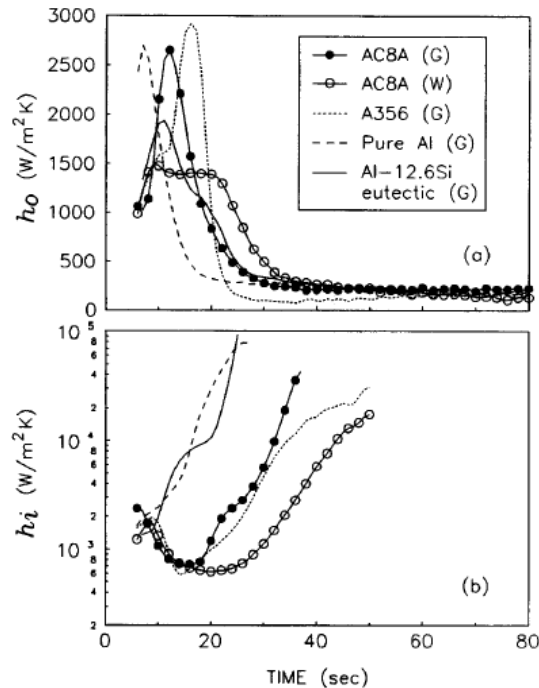 3000
2500
2000
1500
1000
500
0
h_o (W/m²K)
AC8A (G)
AC8A (W)
A356 (G)
Pure Al (G)
Al-12.6Si
eutectic (G)
(a)
10 5
8
6
4
2
10 4
8
6
4
2
10 3
8
6
4
2
h_i (W/m²K)
(b)
0 20 40 60 80
TIME (sec)